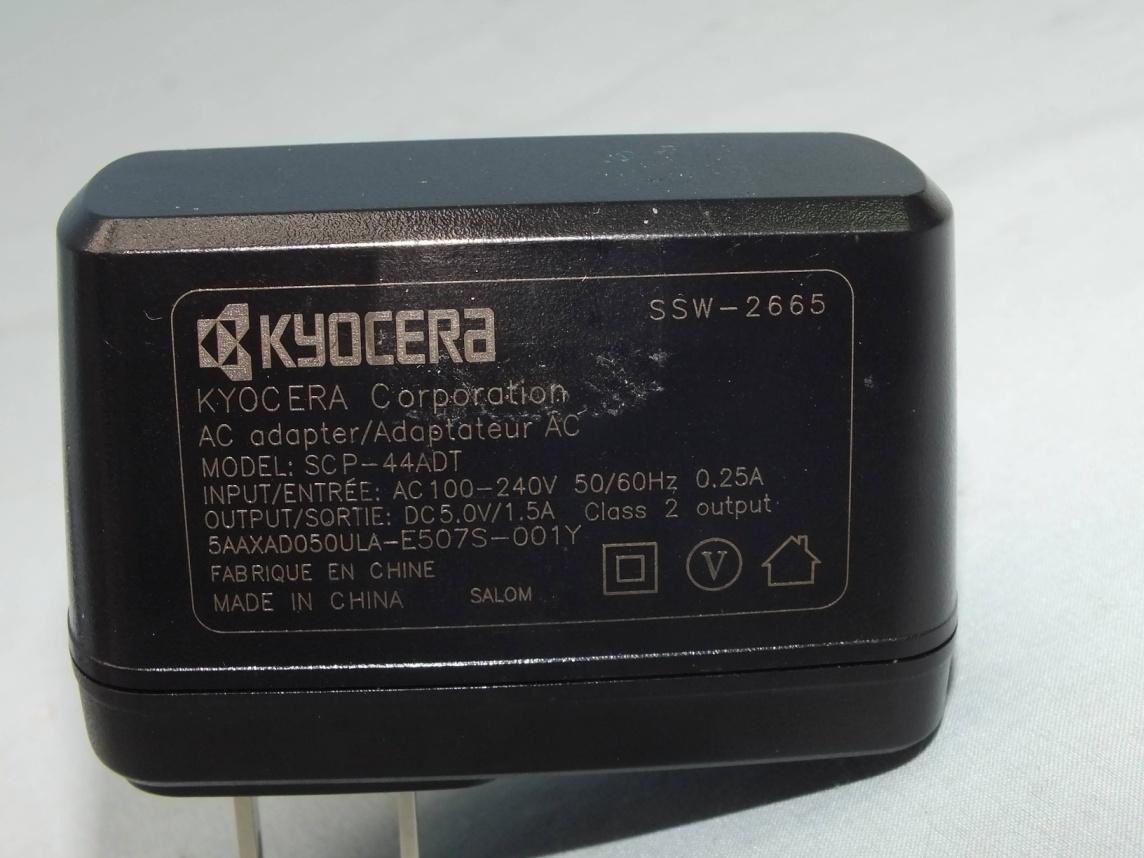 KYOCERA
SSW-2665
KYOCERA Corporation
AC adapter/Adaptateur AC
MODEL: SCP-44ADT
INPUT/ENTRÉE: AC100-240V 50/60Hz 0.25A
OUTPUT/SORTIE: DC5.0V/1.5A Class 2 output
5AAXAD050ULA-E507S-001Y
FABRIQUE EN CHINE
MADE IN CHINA SALOM
V